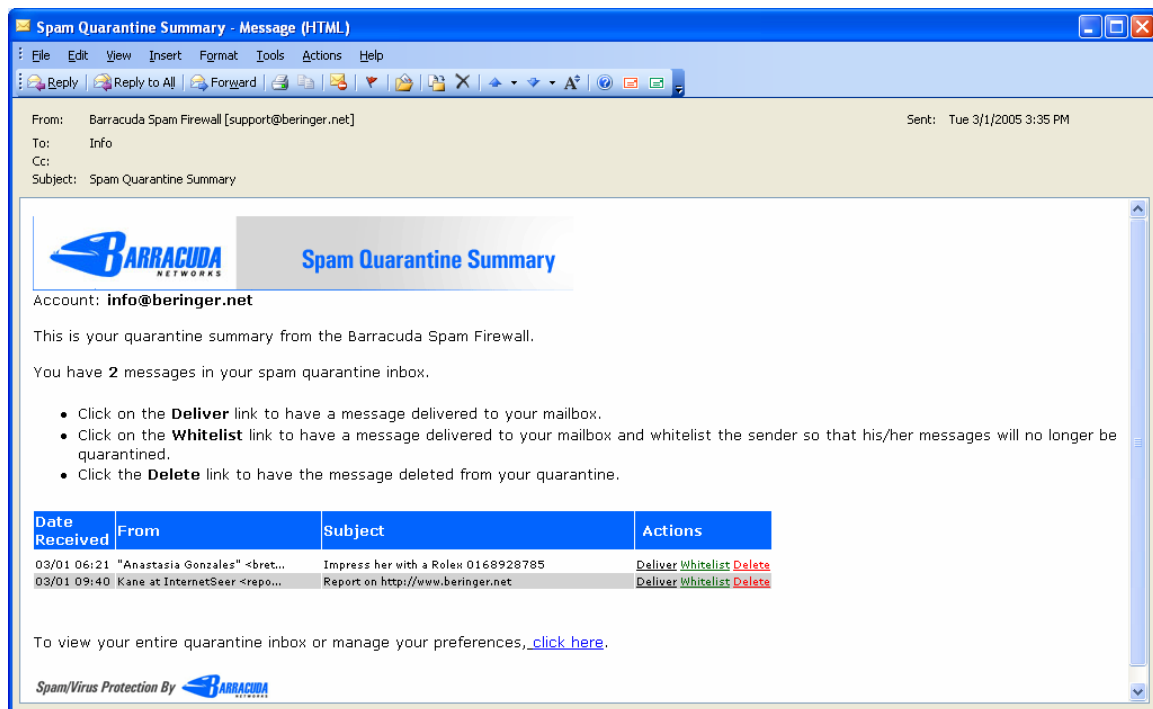 Spam Quarantine Summary - Message (HTML)
File Edit View Insert Format Tools Actions Help
Reply Reply to All Forward
From: Barracuda Spam Firewall [support@beringer.net] Sent: Tue 3/1/2005 3:35 PM
To: Info
Cc:
Subject: Spam Quarantine Summary
BARRACUDA
NETWORKS
Spam Quarantine Summary
Account: info@beringer.net
This is your quarantine summary from the Barracuda Spam Firewall.
You have 2 messages in your spam quarantine inbox.
• Click on the Deliver link to have a message delivered to your mailbox.
• Click on the Whitelist link to have a message delivered to your mailbox and whitelist the sender so that his/her messages will no longer be
quarantined.
• Click the Delete link to have the message deleted from your quarantine.
Date Received From Subject Actions
03/01 06:21 "Anastasia Gonzales" <bret... Impress her with a Rolex 0168928785 Deliver Whitelist Delete
03/01 09:40 Kane at InternetSeer <repo... Report on http://www.beringer.net Deliver Whitelist Delete
To view your entire quarantine inbox or manage your preferences, click here.
Spam/Virus Protection By BARRACUDA
NETWORKS